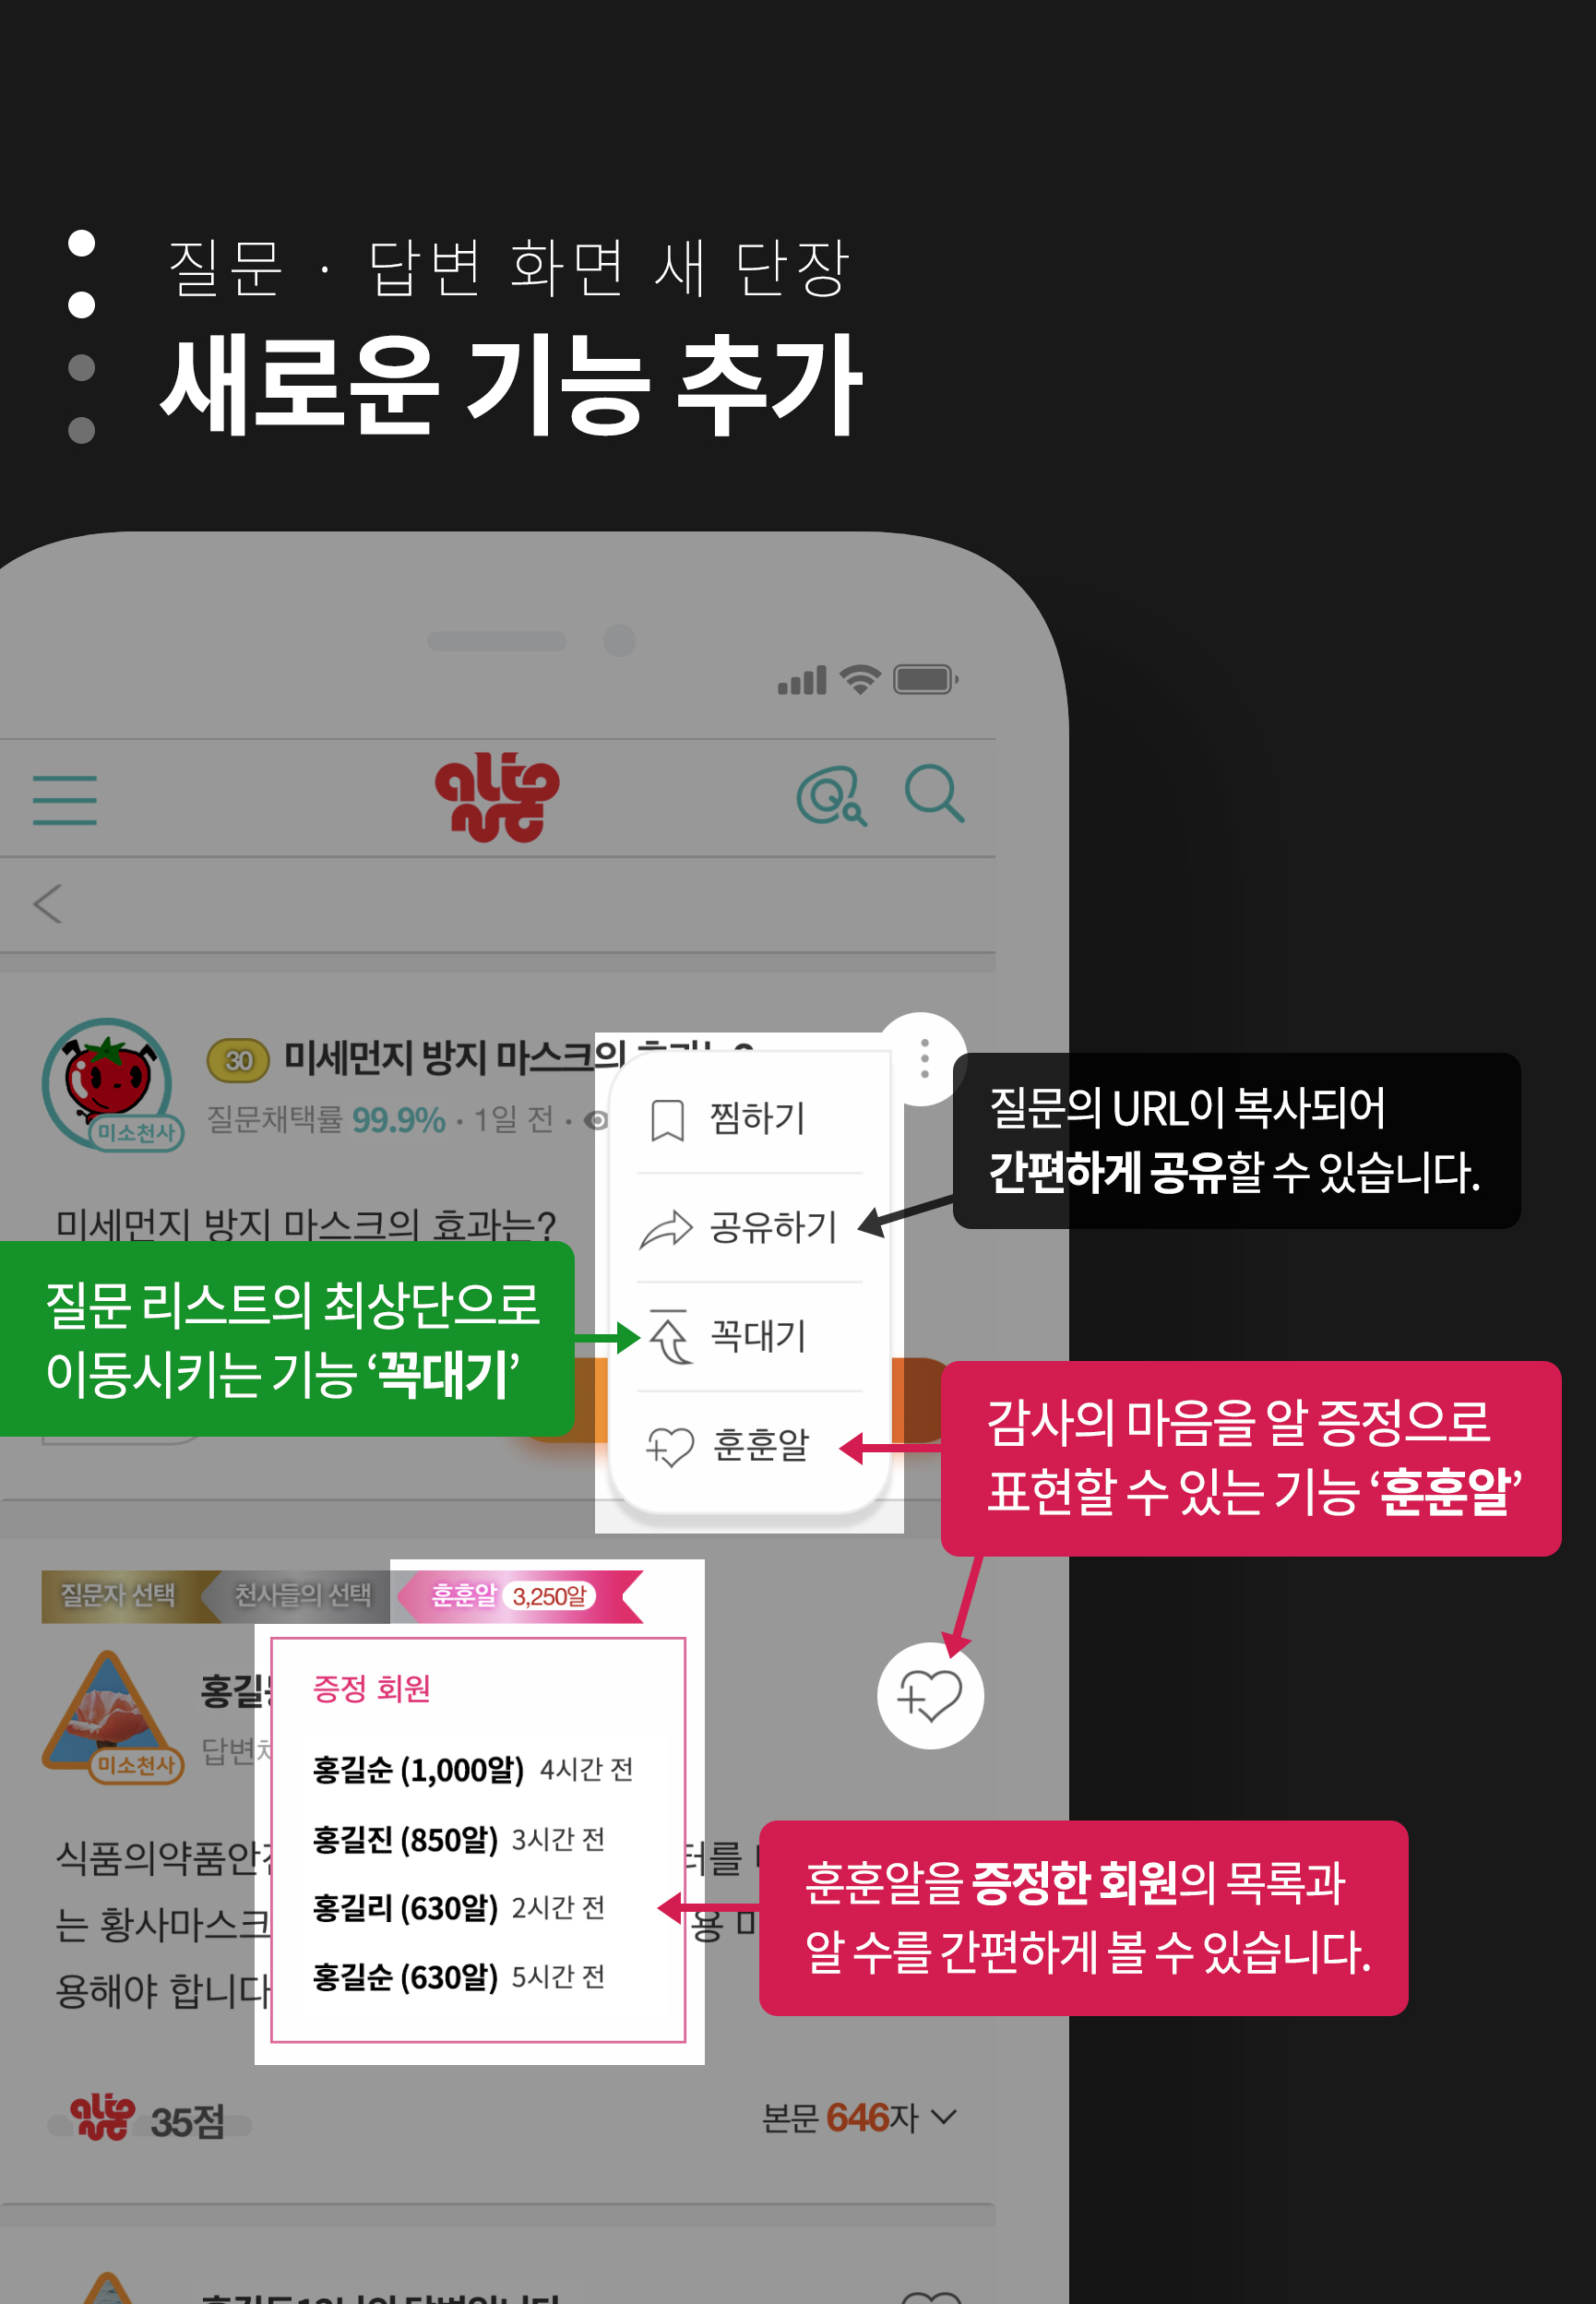 질문 · 답변 화면 새 단장
새로운 기능 추가
30 미세먼지 방지 마스크의
질문채택률 99.9% · 1일 전 ·
미소천사
미세먼지 방지 마스크의 효과는?
찜하기
공유하기
꼭대기
훈훈알
질문의 URL이 복사되어
간편하게 공유할 수 있습니다.
질문 리스트의 최상단으로
이동시키는 기능 ‘꼭대기’
감사의 마음을 알 증정으로
표현할 수 있는 기능 ‘훈훈알’
질문자 선택 천사들의 선택 훈훈알 3,250알
홍길
답변
미소천사
증정 회원
홍길순 (1,000알) 4시간 전
홍길진 (850알) 3시간 전
홍길리 (630알) 2시간 전
홍길순 (630알) 5시간 전
훈훈알을 증정한 회원의 목록과
알 수를 간편하게 볼 수 있습니다.
식품의약품안 터를
는 황사마스크 용
용해야 합니다
35점
본문 646자